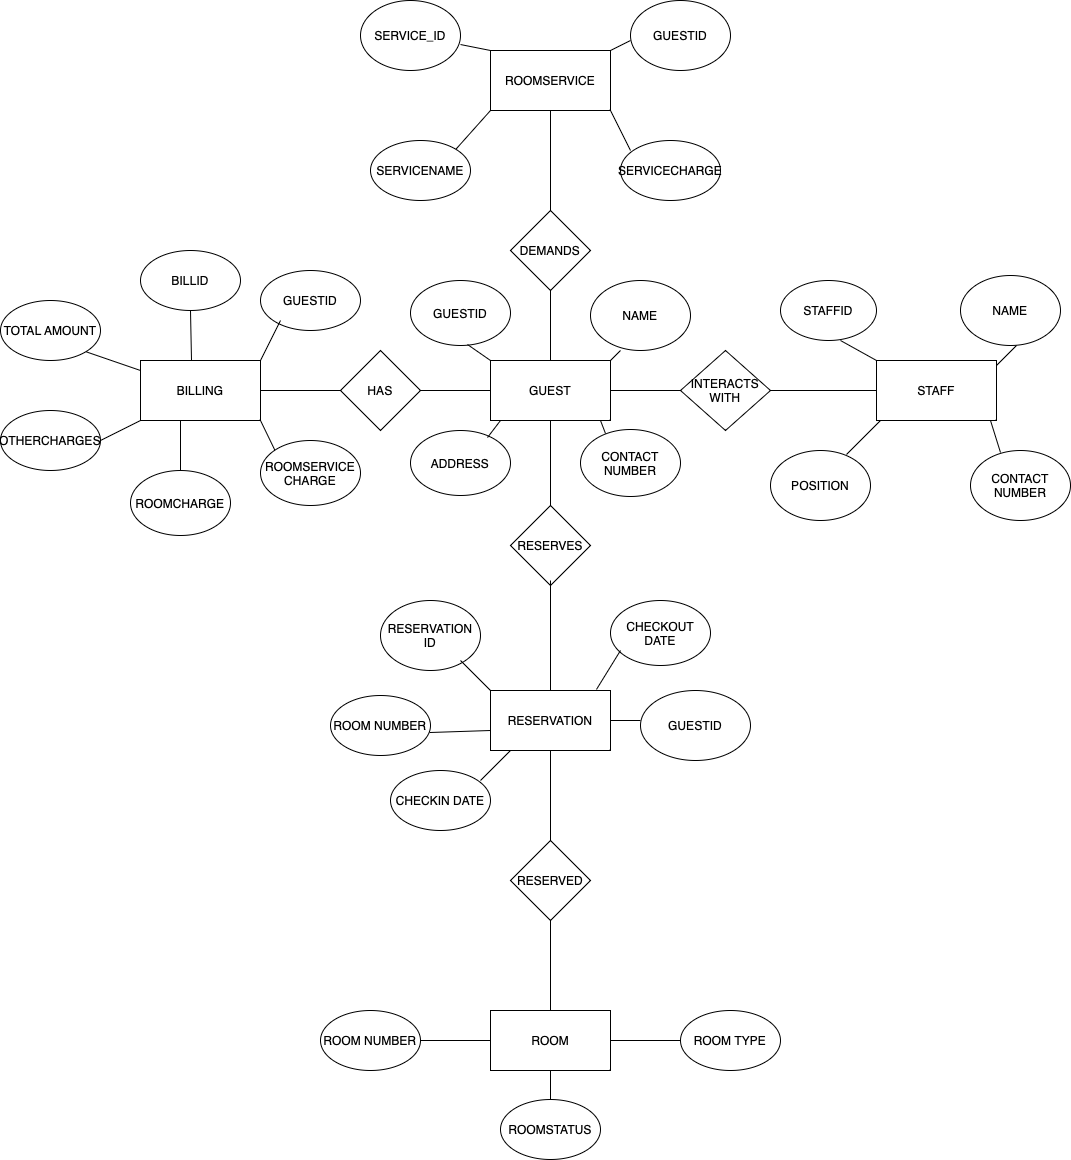 SERVICE_ID
GUESTID
ROOMSERVICE
SERVICENAME
SERVICECHARGE
DEMANDS
BILLID
GUESTID
TOTAL AMOUNT
BILLING
OTHERCHARGES
ROOMCHARGE
ROOMSERVICE
CHARGE
HAS
GUESTID
NAME
GUEST
ADDRESS
CONTACT
NUMBER
INTERACTS
WITH
STAFFID
NAME
STAFF
POSITION
CONTACT
NUMBER
RESERVES
RESERVATION
ID
CHECKOUT
DATE
ROOM NUMBER
RESERVATION
GUESTID
CHECKIN DATE
RESERVED
ROOM NUMBER
ROOM
ROOM TYPE
ROOMSTATUS